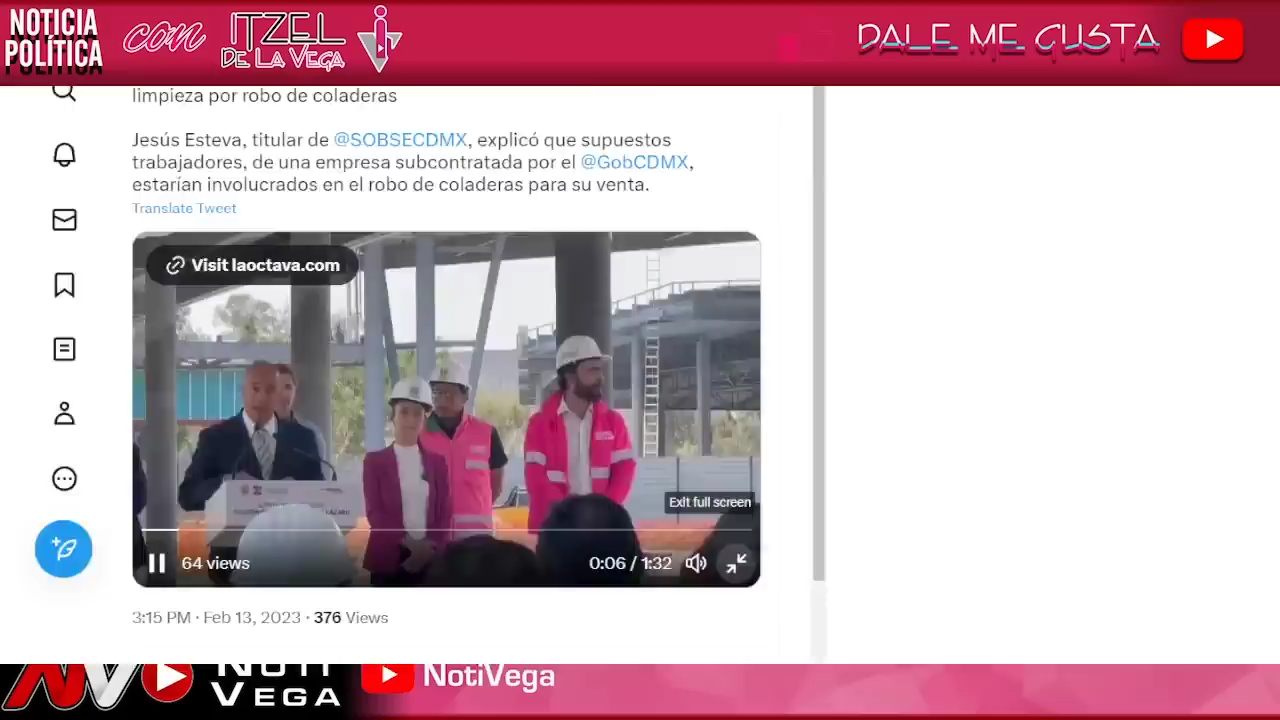 NOTICIA
POLÍTICA
con
ITZEL
DE LA VEGA
DALE ME GUSTA
limpieza por robo de coladeras
Jesús Esteva, titular de @SOBSECDMX, explicó que supuestos
trabajadores, de una empresa subcontratada por el @GobCDMX,
estarían involucrados en el robo de coladeras para su venta.
Translate Tweet
Visit laoctava.com
Exit full screen
64 views
0:06 / 1:32
3:15 PM · Feb 13, 2023 · 376 Views
NV
NOTI
VEGA
NotiVega